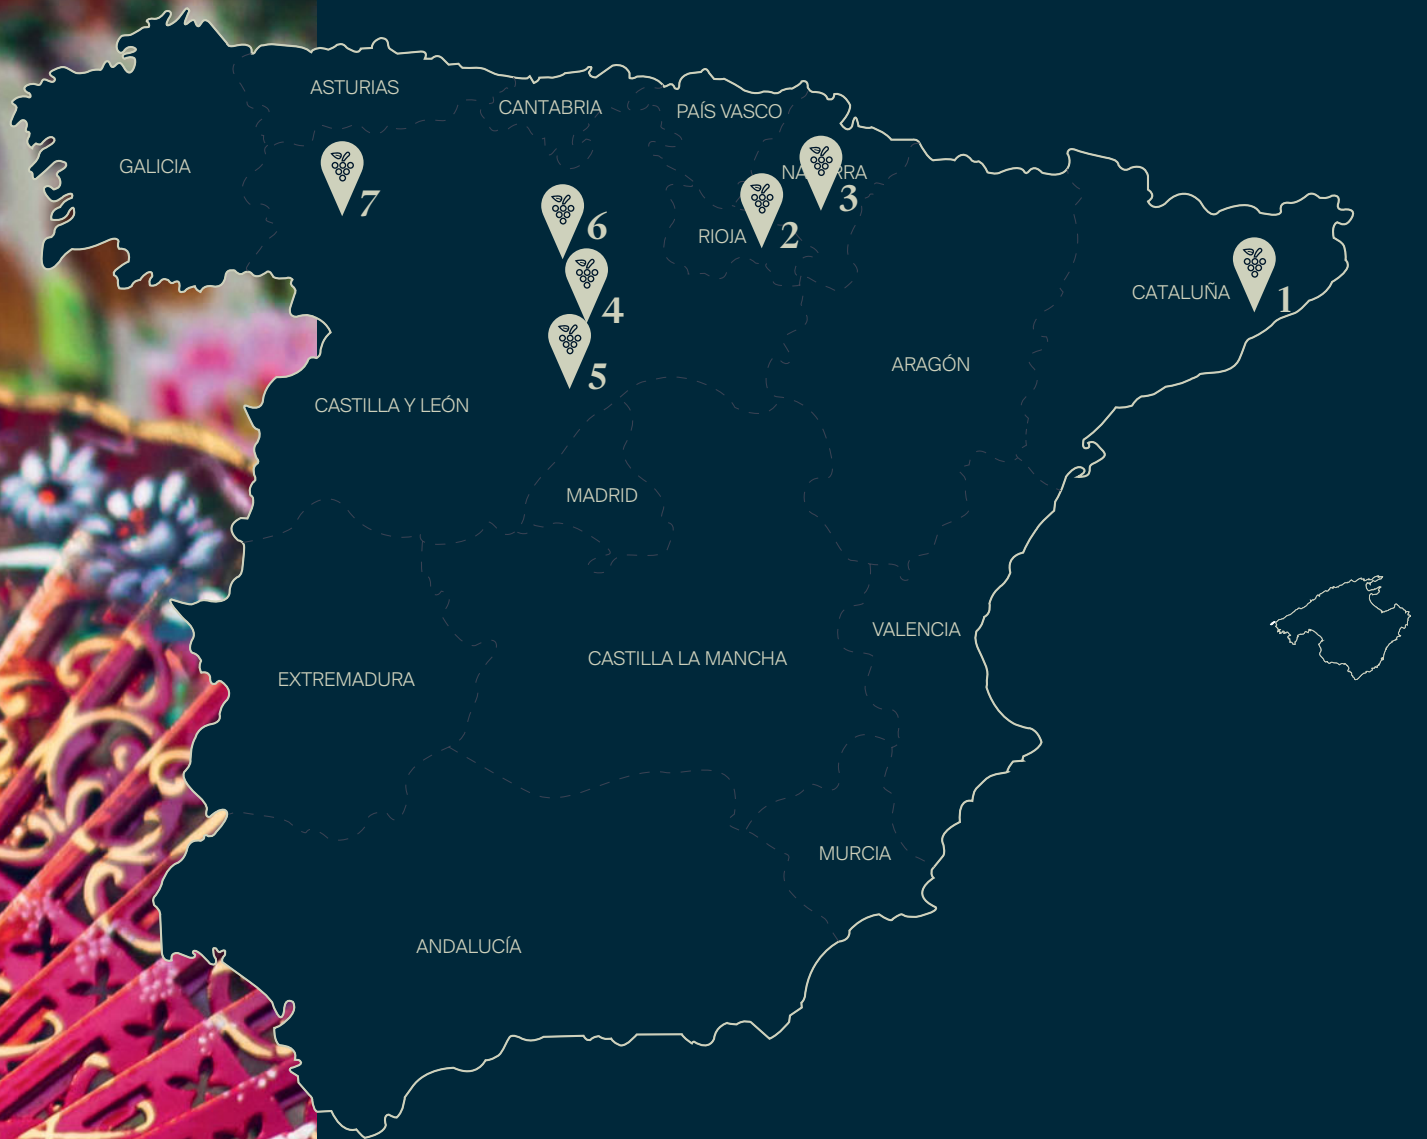 ASTURIAS
CANTABRIA
PAÍS VASCO
GALICIA
NAVARRA
7
3
6
RIOJA
2
CATALUÑA
1
4
ARAGÓN
5
CASTILLA Y LEÓN
MADRID
VALENCIA
CASTILLA LA MANCHA
EXTREMADURA
MURCIA
ANDALUCÍA